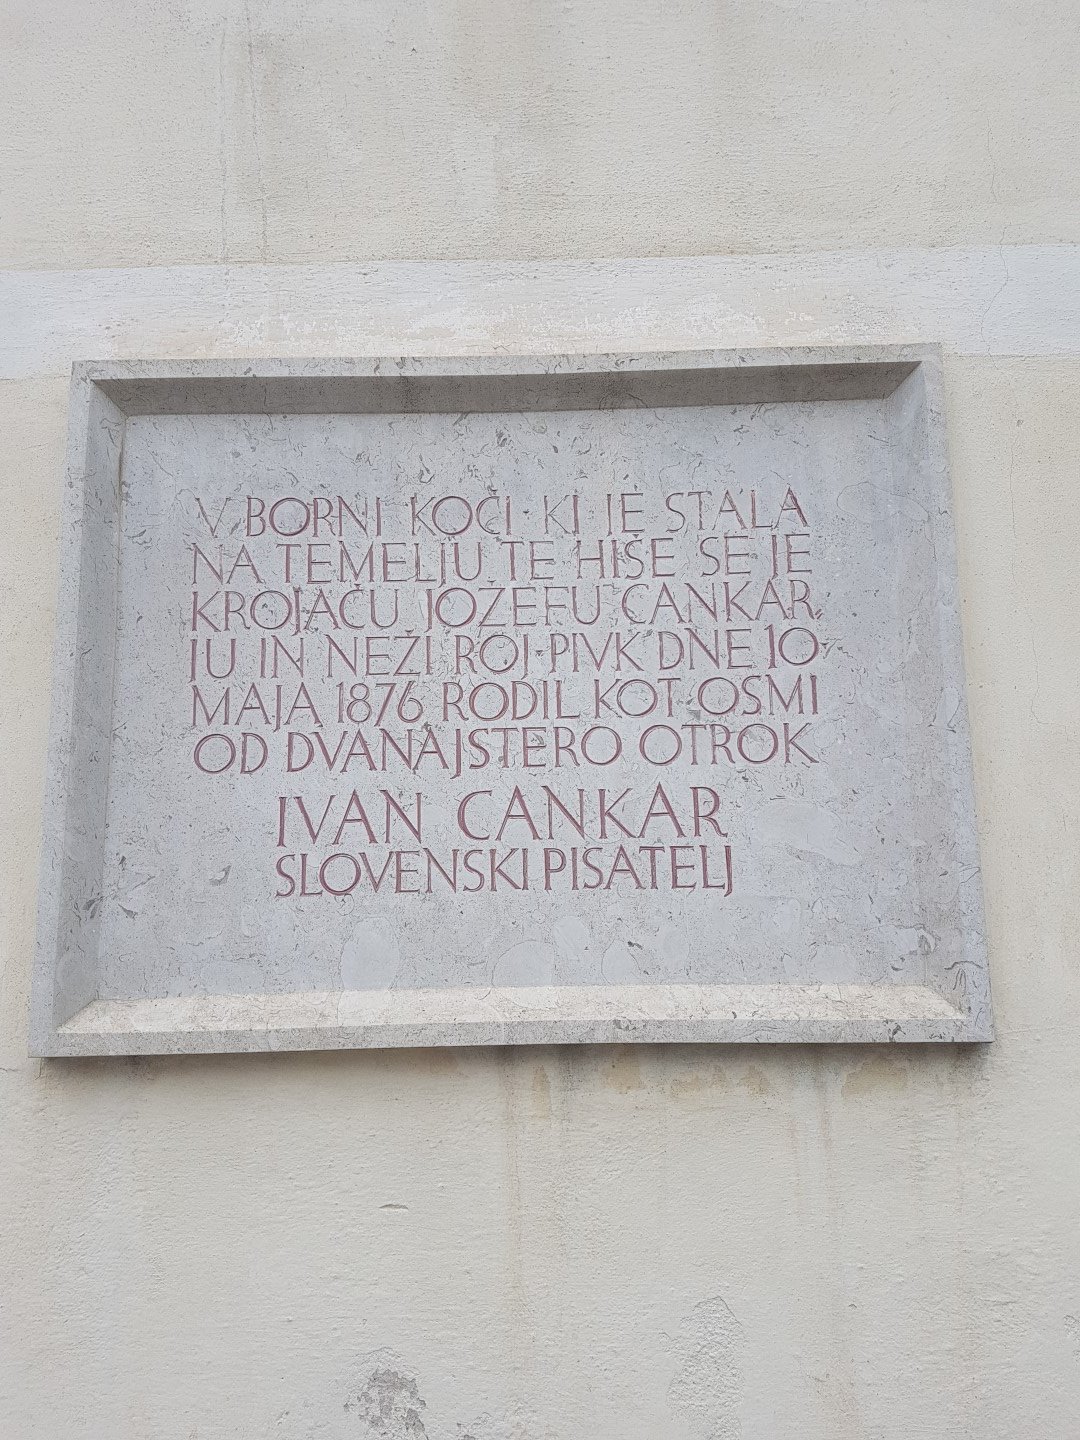 V BORNI KOČI · KI JE STALA
NA TEMELJU TE HIŠE SE JE
KROJAČU JOŽEFU CANKAR,
JU IN NEŽI ROJ · PIVK DNE 10
MAJA 1876 RODIL KOT OSMI
OD DVANAJSTERO OTROK
IVAN CANKAR
SLOVENSKI PISATELJ